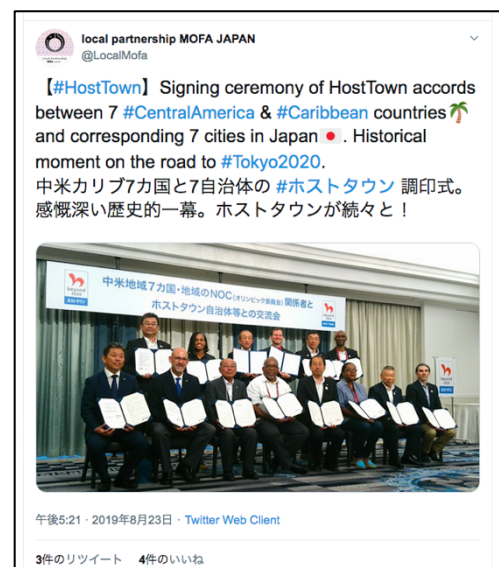 local partnership MOFA JAPAN
@LocalMofa
【#HostTown】Signing ceremony of HostTown accords
between 7 #CentralAmerica & #Caribbean countries🌴
and corresponding 7 cities in Japan🇯🇵. Historical
moment on the road to #Tokyo2020.
中米カリブ7カ国と7自治体の #ホストタウン 調印式。
感慨深い歴史的一幕。ホストタウンが続々と！
中米地域7カ国・地域のNOC(オリンピック委員会)関係者と
ホストタウン自治体等との交流会
午後5:21 · 2019年8月23日 · Twitter Web Client
3件のリツイート 4件のいいね